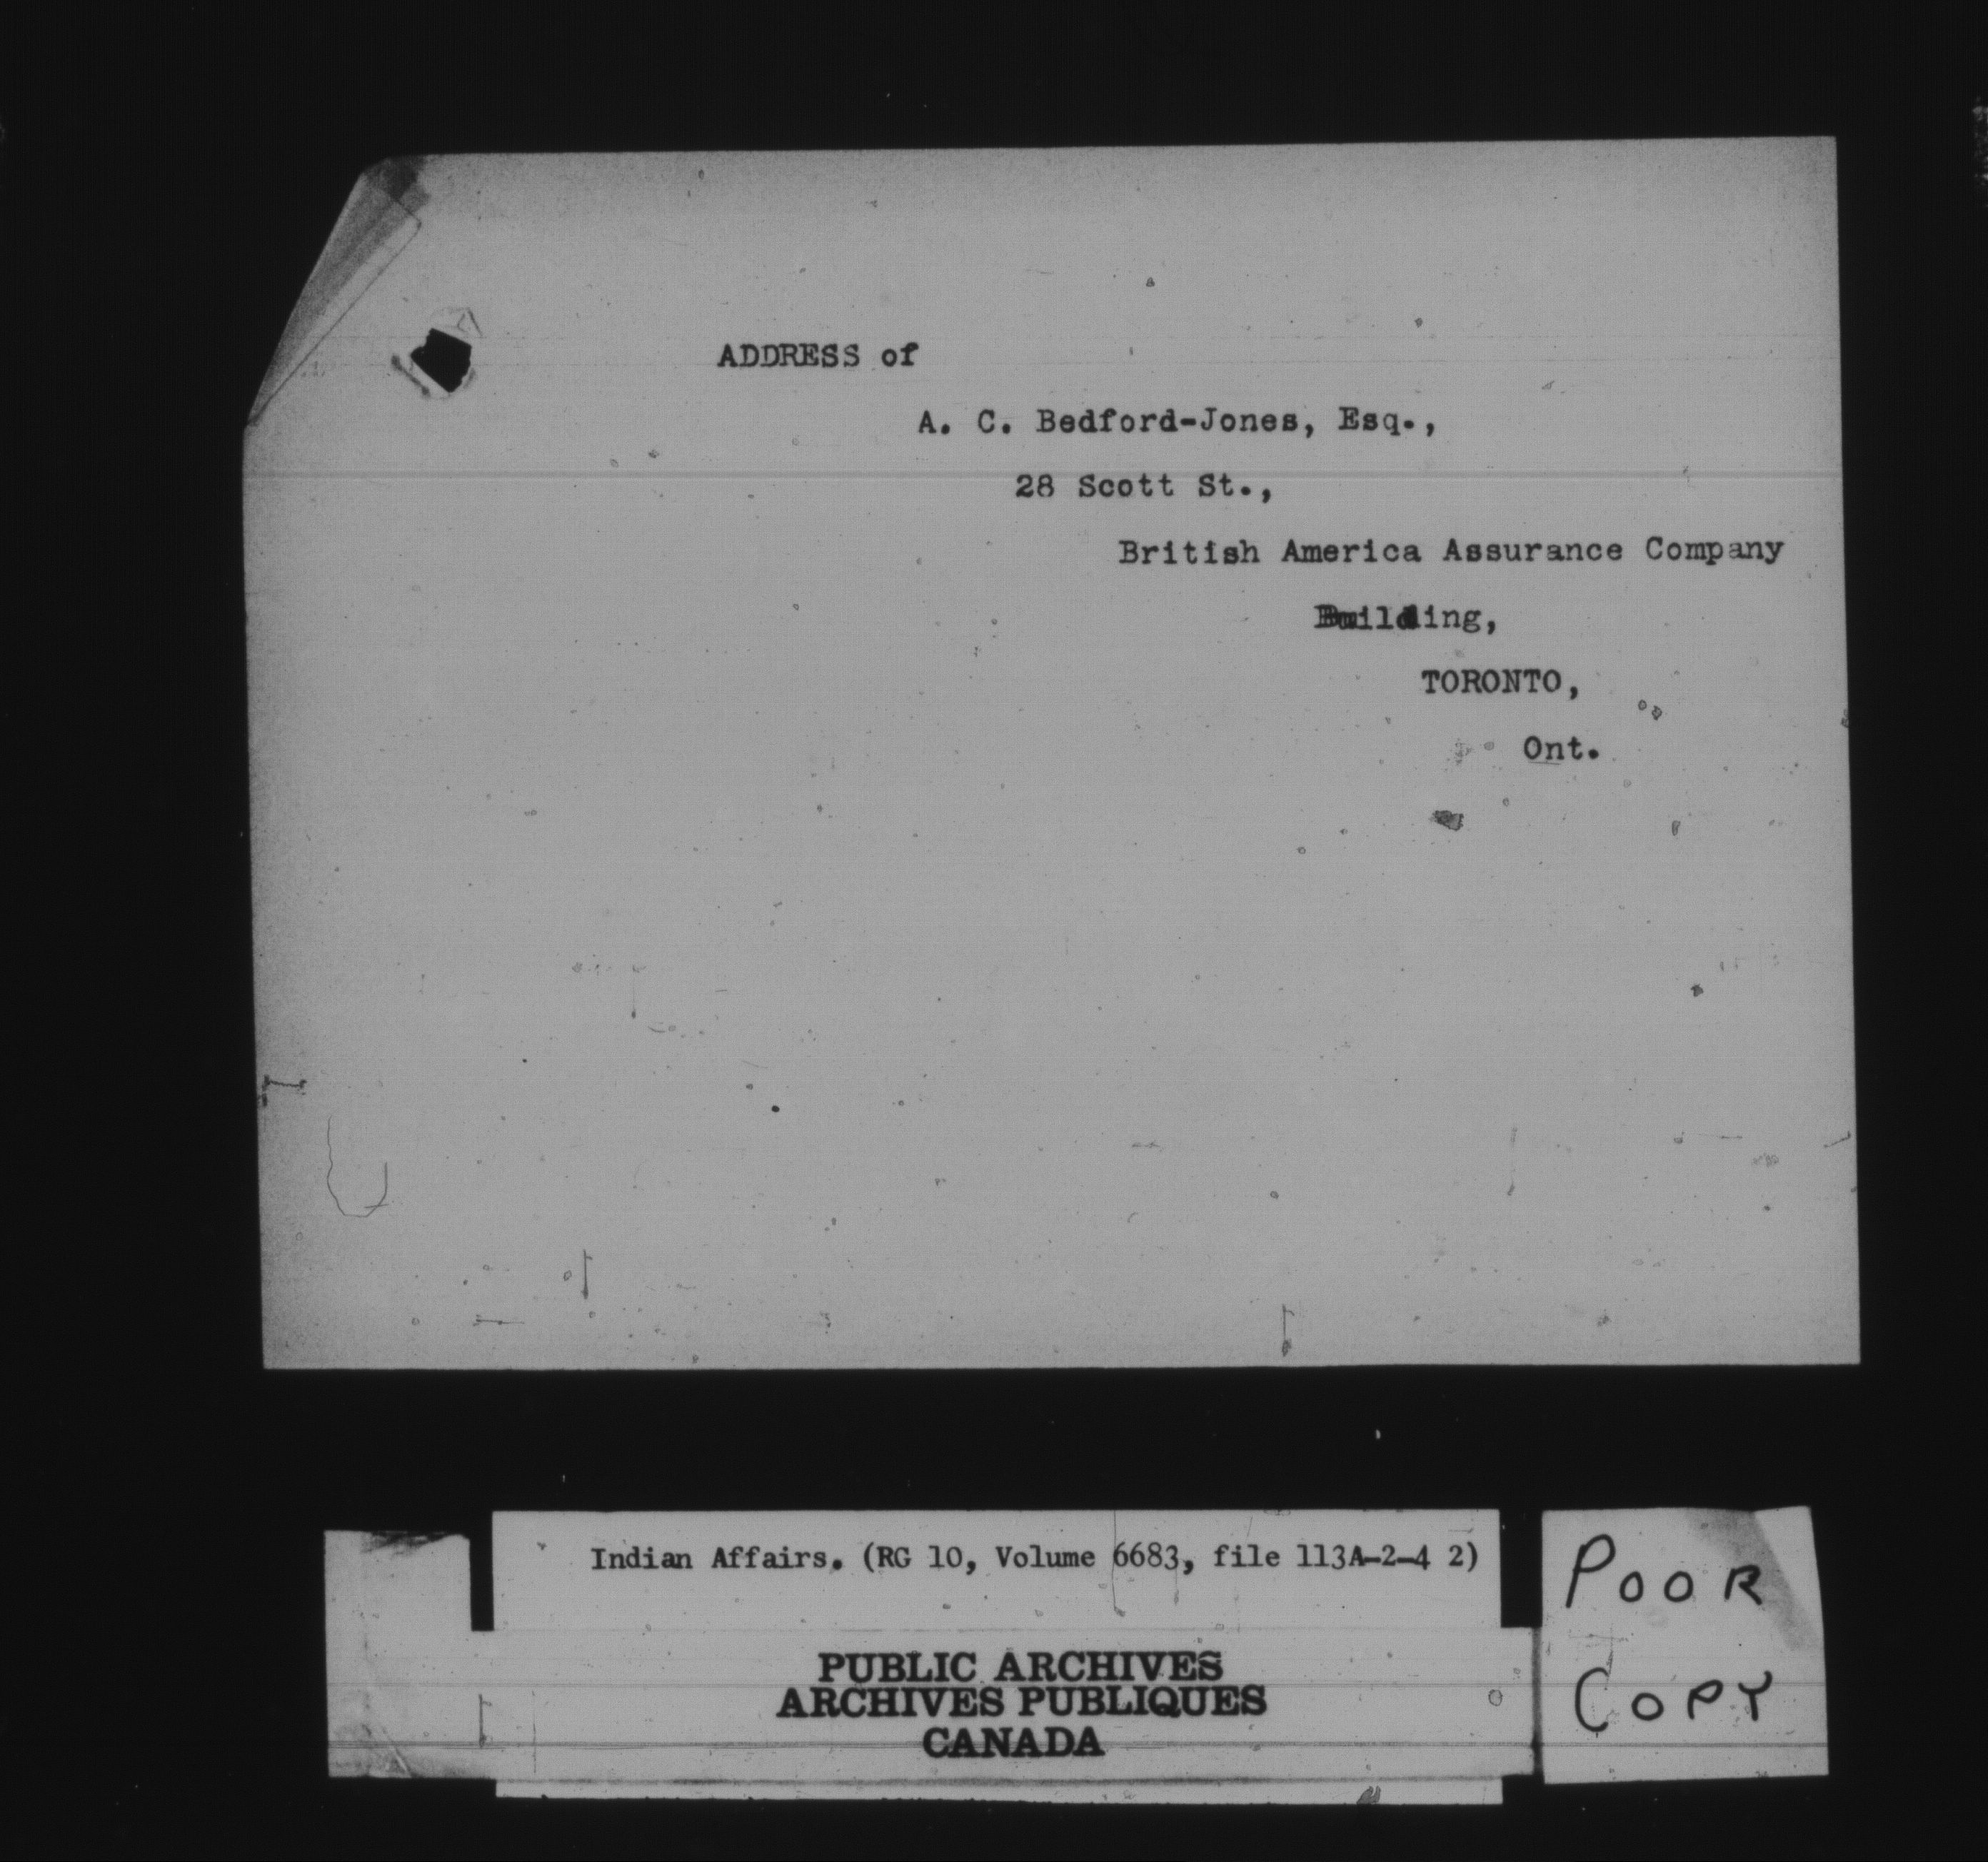 ADDRESS of
A. C. Bedford-Jones, Esq.,
28 Scott St.,
British America Assurance Company
Building,
TORONTO,
Ont.
Indian Affairs. (RG 10, Volume 6683, file 113A-2-4 2)
PUBLIC ARCHIVES
ARCHIVES PUBLIQUES
CANADA
POOR
COPY